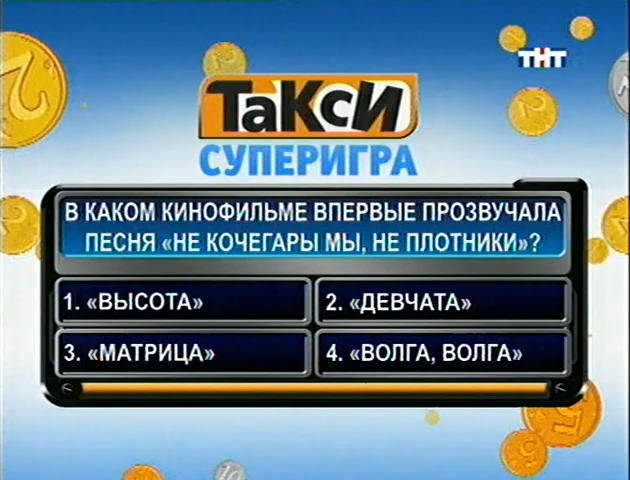 ТНТ
ТаКсИ
СУПЕРИГРА
В КАКОМ КИНОФИЛЬМЕ ВПЕРВЫЕ ПРОЗВУЧАЛА
ПЕСНЯ «НЕ КОЧЕГАРЫ МЫ, НЕ ПЛОТНИКИ»?
1. «ВЫСОТА»
2. «ДЕВЧАТА»
3. «МАТРИЦА»
4. «ВОЛГА, ВОЛГА»